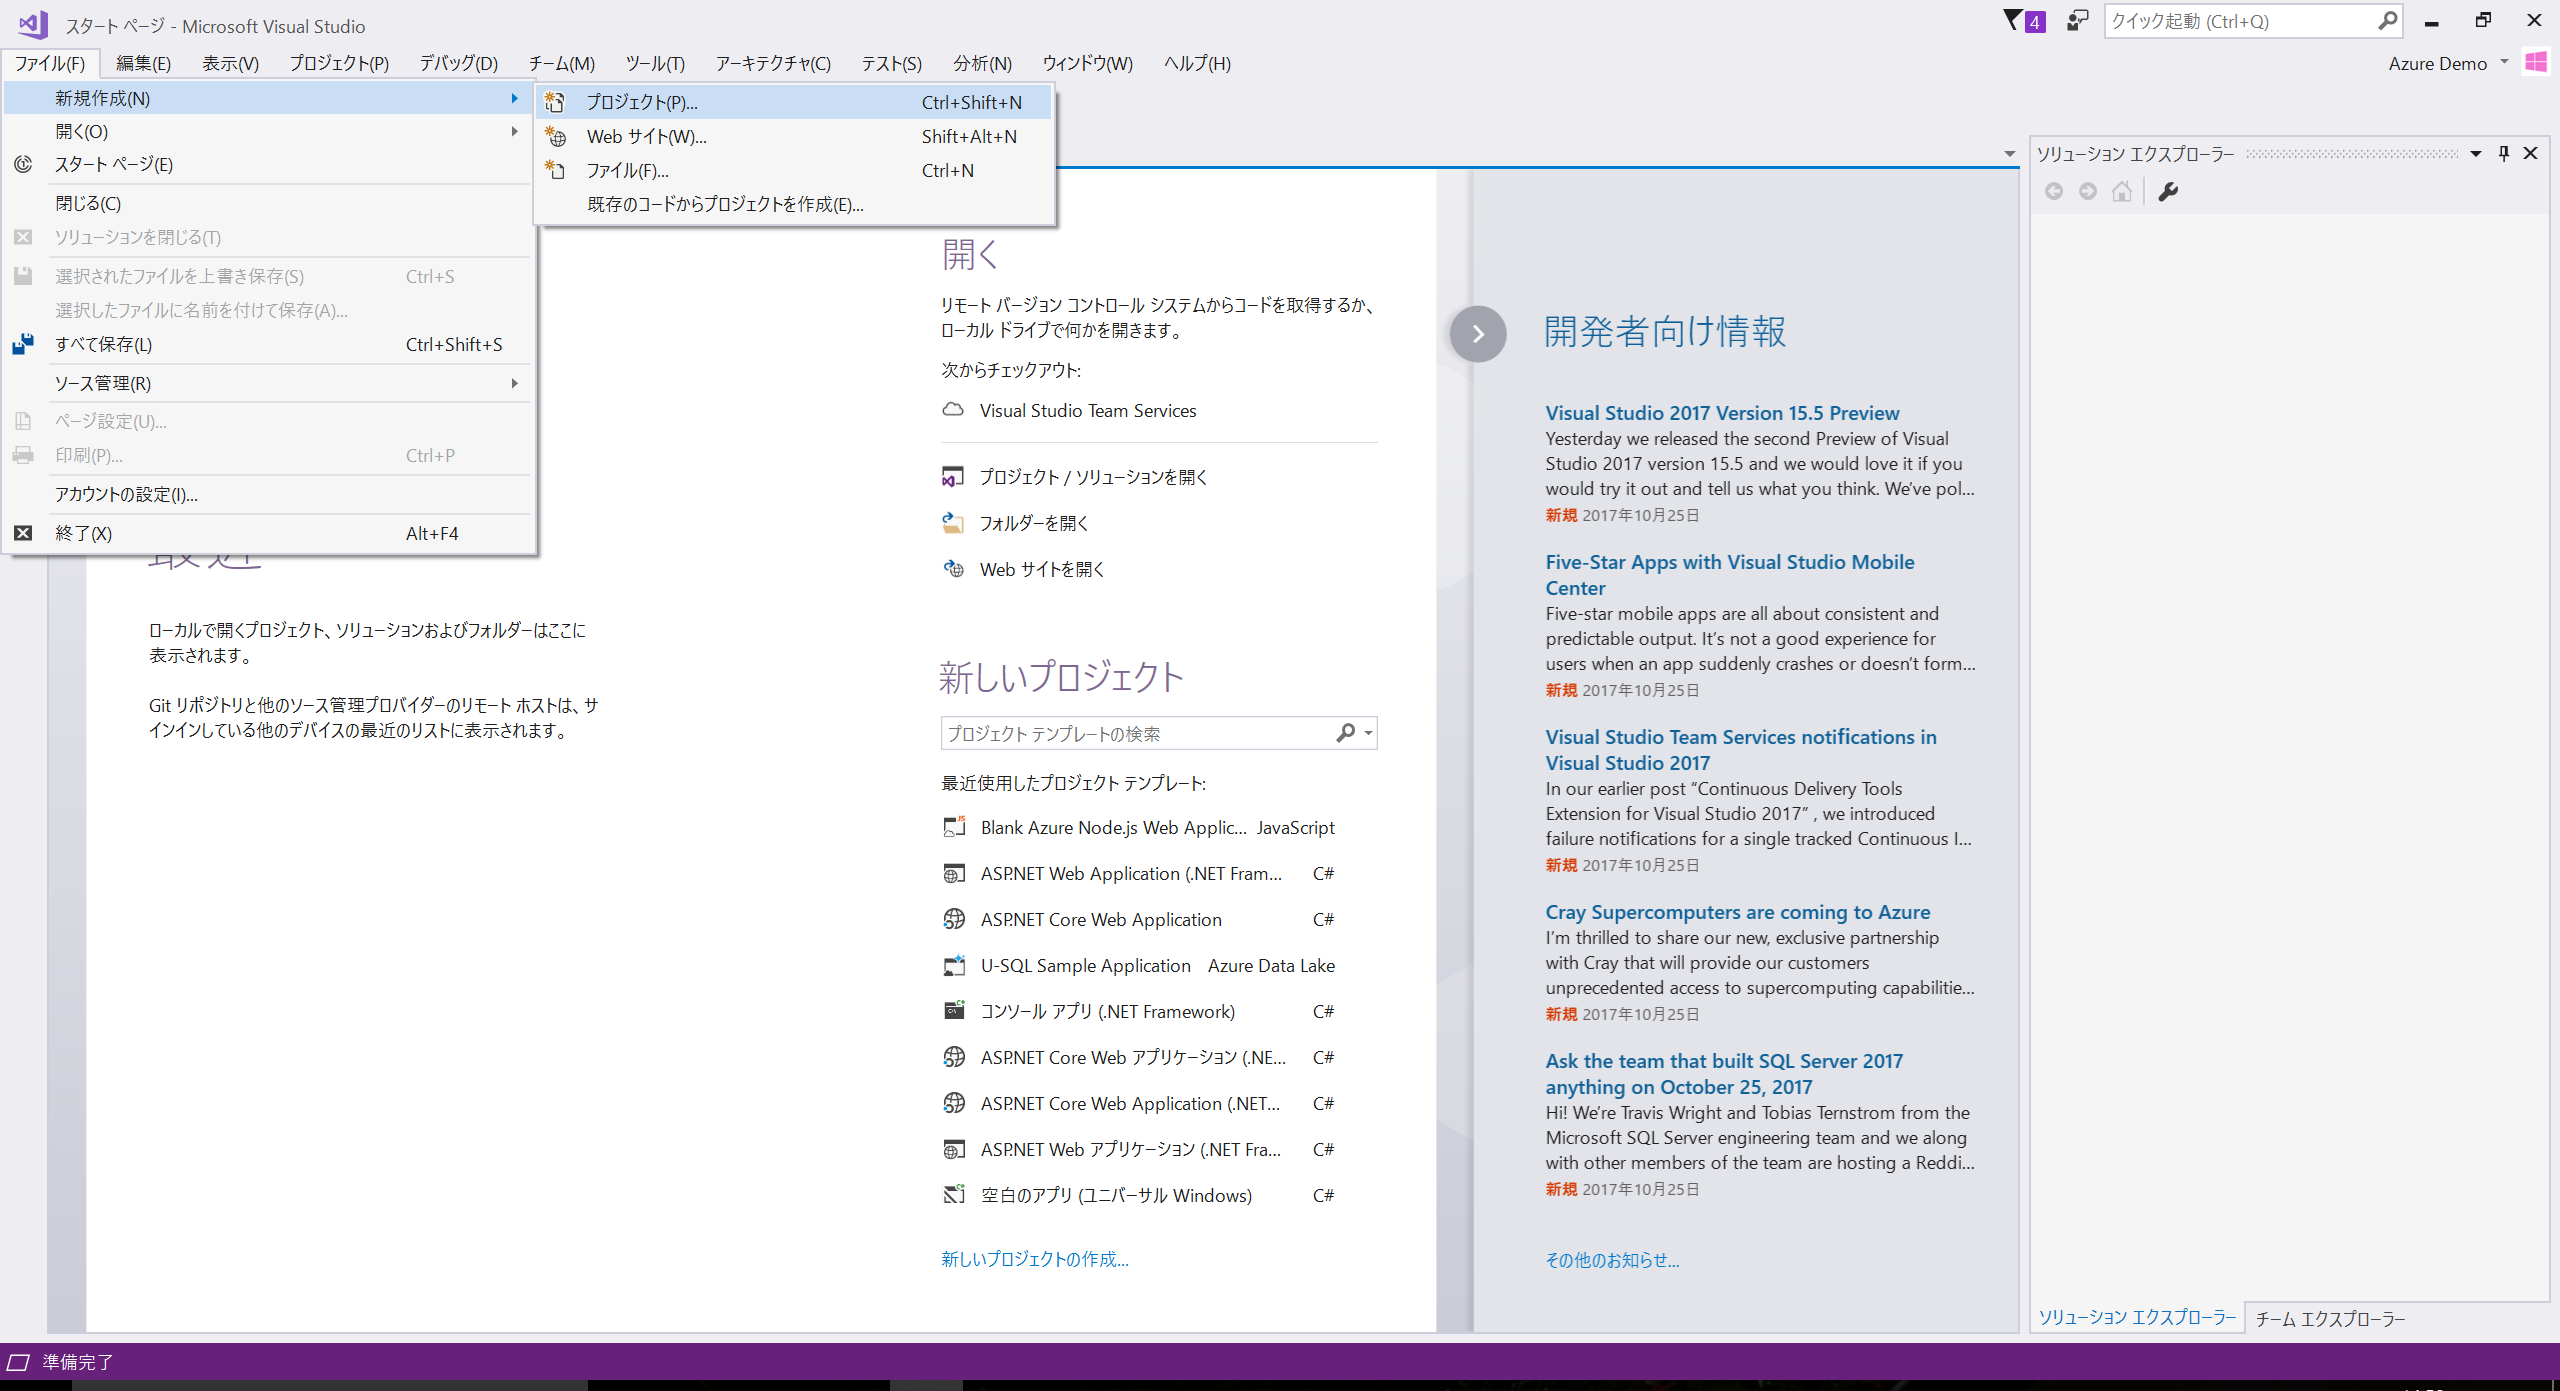 スタート ページ - Microsoft Visual Studio
4
クイック起動 (Ctrl+Q)
ファイル(F) 編集(E) 表示(V) プロジェクト(P) デバッグ(D) チーム(M) ツール(T) アーキテクチャ(C) テスト(S) 分析(N) ウィンドウ(W) ヘルプ(H)
Azure Demo
新規作成(N)
開く(O)
スタート ページ(E)
閉じる(C)
ソリューションを閉じる(T)
選択されたファイルを上書き保存(S) Ctrl+S
選択したファイルに名前を付けて保存(A)...
すべて保存(L) Ctrl+Shift+S
ソース管理(R)
ページ設定(U)...
印刷(P)... Ctrl+P
アカウントの設定(I)...
終了(X) Alt+F4
プロジェクト(P)... Ctrl+Shift+N
Web サイト(W)... Shift+Alt+N
ファイル(F)... Ctrl+N
既存のコードからプロジェクトを作成(E)...
最近
ローカルで開くプロジェクト、ソリューションおよびフォルダーはここに
表示されます。
Git リポジトリと他のソース管理プロバイダーのリモート ホストは、サ
インインしている他のデバイスの最近のリストに表示されます。
開く
リモート バージョン コントロール システムからコードを取得するか、
ローカル ドライブで何かを開きます。
次からチェックアウト:
Visual Studio Team Services
プロジェクト / ソリューションを開く
フォルダーを開く
Web サイトを開く
新しいプロジェクト
プロジェクト テンプレートの検索
最近使用したプロジェクト テンプレート:
Blank Azure Node.js Web Applic... JavaScript
ASP.NET Web Application (.NET Fram... C#
ASP.NET Core Web Application C#
U-SQL Sample Application Azure Data Lake
コンソール アプリ (.NET Framework) C#
ASP.NET Core Web アプリケーション (.NE... C#
ASP.NET Core Web Application (.NET... C#
ASP.NET Web アプリケーション (.NET Fra... C#
空白のアプリ (ユニバーサル Windows) C#
新しいプロジェクトの作成...
開発者向け情報
Visual Studio 2017 Version 15.5 Preview
Yesterday we released the second Preview of Visual
Studio 2017 version 15.5 and we would love it if you
would try it out and tell us what you think. We've pol...
新規 2017年10月25日
Five-Star Apps with Visual Studio Mobile
Center
Five-star mobile apps are all about consistent and
predictable output. It's not a good experience for
users when an app suddenly crashes or doesn't form...
新規 2017年10月25日
Visual Studio Team Services notifications in
Visual Studio 2017
In our earlier post “Continuous Delivery Tools
Extension for Visual Studio 2017” , we introduced
failure notifications for a single tracked Continuous I...
新規 2017年10月25日
Cray Supercomputers are coming to Azure
I'm thrilled to share our new, exclusive partnership
with Cray that will provide our customers
unprecedented access to supercomputing capabilitie...
新規 2017年10月25日
Ask the team that built SQL Server 2017
anything on October 25, 2017
Hi! We're Travis Wright and Tobias Ternstrom from the
Microsoft SQL Server engineering team and we along
with other members of the team are hosting a Reddi...
新規 2017年10月25日
その他のお知らせ...
ソリューション エクスプローラー
ソリューション エクスプローラー チーム エクスプローラー
準備完了